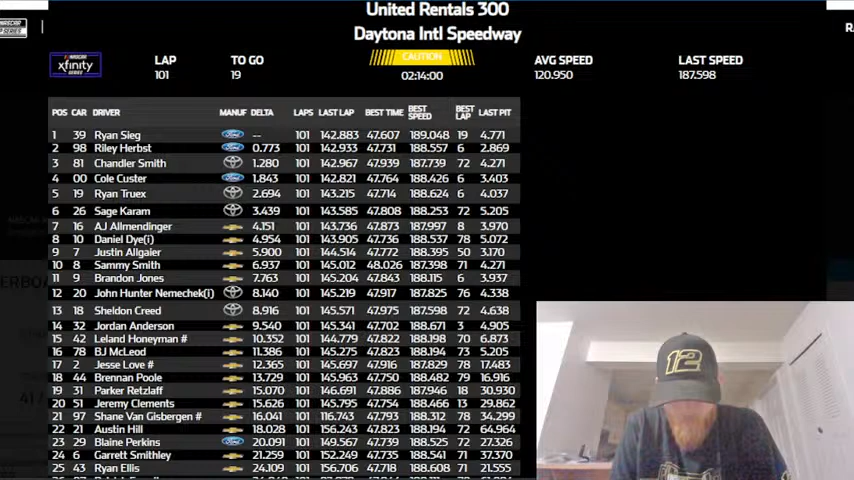 United Rentals 300
Daytona Intl Speedway
NASCAR
xfinity
SERIES
LAP TO GO CAUTION AVG SPEED LAST SPEED
101 19 02:14:00 120.950 187.598
POS CAR DRIVER MANUF DELTA LAPS LAST LAP BEST TIME BEST SPEED BEST LAP LAST PIT
1 39 Ryan Sieg Ford -- 101 142.883 47.607 189.048 19 4.771
2 98 Riley Herbst Ford 0.773 101 142.933 47.731 188.557 6 2.869
3 81 Chandler Smith 1.280 101 142.967 47.939 187.739 72 4.271
4 00 Cole Custer Ford 1.843 101 142.821 47.764 188.426 6 3.403
5 19 Ryan Truex 2.694 101 143.215 47.714 188.624 6 4.037
6 26 Sage Karam 3.439 101 143.585 47.808 188.253 72 5.205
7 16 AJ Allmendinger 4.151 101 143.736 47.873 187.997 8 3.970
8 10 Daniel Dye(i) 4.954 101 143.905 47.736 188.537 78 5.072
9 7 Justin Allgaier 5.900 101 144.514 47.772 188.395 50 3.170
10 8 Sammy Smith 6.937 101 145.012 48.026 187.398 71 4.271
11 9 Brandon Jones 7.763 101 145.204 47.843 188.115 6 3.937
12 20 John Hunter Nemechek(i) 8.140 101 145.219 47.917 187.825 76 4.338
13 18 Sheldon Creed 8.916 101 145.571 47.975 187.598 72 4.638
14 32 Jordan Anderson 9.540 101 145.341 47.702 188.671 3 4.905
15 42 Leland Honeyman # 10.352 101 144.779 47.822 188.198 70 6.873
16 78 BJ McLeod 11.386 101 145.275 47.823 188.194 73 5.205
17 2 Jesse Love # 12.365 101 145.697 47.916 187.829 78 17.483
18 44 Brennan Poole 13.729 101 145.963 47.750 188.482 79 16.916
19 31 Parker Retzlaff 15.070 101 146.691 47.886 187.946 18 30.930
20 51 Jeremy Clements 15.626 101 145.795 47.754 188.466 13 29.862
21 97 Shane Van Gisbergen # 16.041 101 116.743 47.793 188.312 78 34.299
22 21 Austin Hill 18.028 101 156.243 47.823 188.194 72 64.964
23 29 Blaine Perkins Ford 20.091 101 149.567 47.739 188.525 72 27.326
24 6 Garrett Smithley 21.259 101 152.249 47.735 188.541 71 37.370
25 43 Ryan Ellis 24.109 101 156.706 47.718 188.608 71 21.555
12